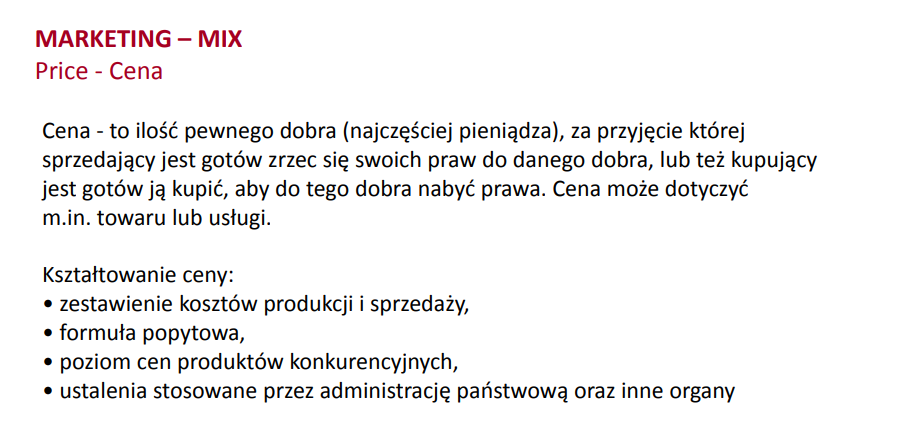 MARKETING – MIX
Price - Cena
Cena - to ilość pewnego dobra (najczęściej pieniądza), za przyjęcie której
sprzedający jest gotów zrzec się swoich praw do danego dobra, lub też kupujący
jest gotów ją kupić, aby do tego dobra nabyć prawa. Cena może dotyczyć
m.in. towaru lub usługi.
Kształtowanie ceny:
• zestawienie kosztów produkcji i sprzedaży,
• formuła popytowa,
• poziom cen produktów konkurencyjnych,
• ustalenia stosowane przez administrację państwową oraz inne organy